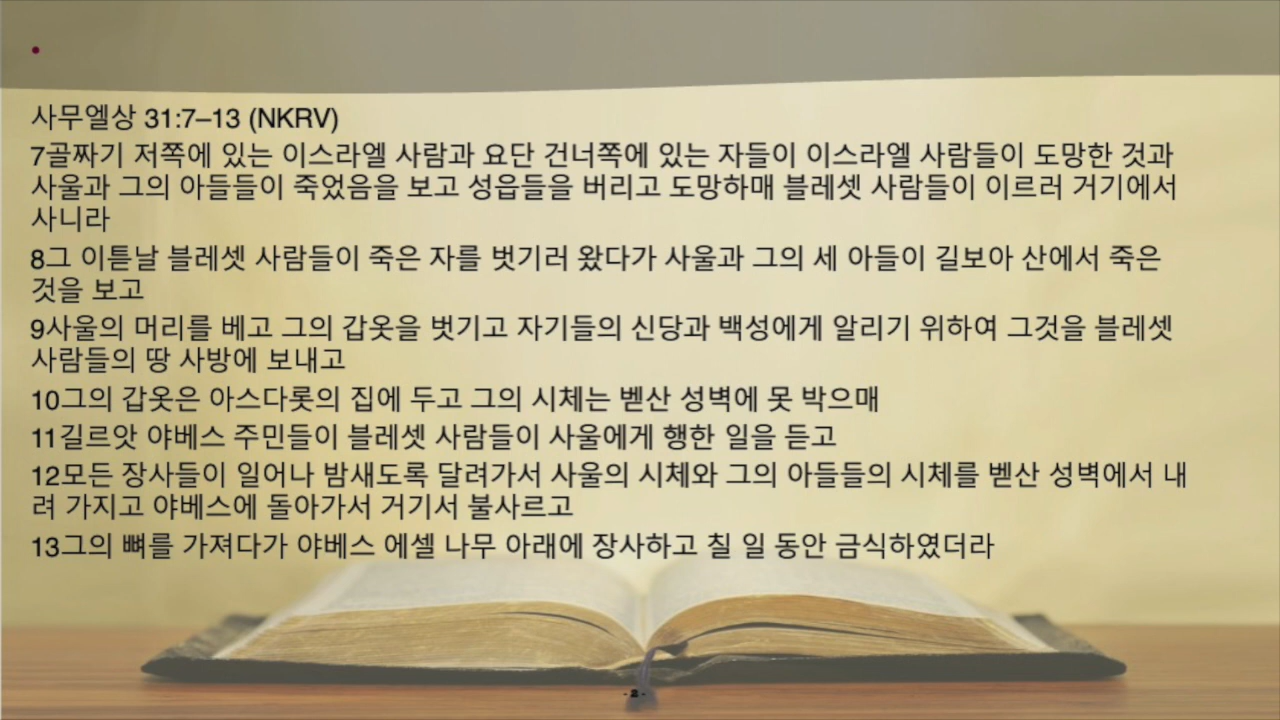 사무엘상 31:7–13 (NKRV)
7골짜기 저쪽에 있는 이스라엘 사람과 요단 건너쪽에 있는 자들이 이스라엘 사람들이 도망한 것과
사울과 그의 아들들이 죽었음을 보고 성읍들을 버리고 도망하매 블레셋 사람들이 이르러 거기에서
사니라
8그 이튿날 블레셋 사람들이 죽은 자를 벗기러 왔다가 사울과 그의 세 아들이 길보아 산에서 죽은
것을 보고
9사울의 머리를 베고 그의 갑옷을 벗기고 자기들의 신당과 백성에게 알리기 위하여 그것을 블레셋
사람들의 땅 사방에 보내고
10그의 갑옷은 아스다롯의 집에 두고 그의 시체는 벧산 성벽에 못 박으매
11길르앗 야베스 주민들이 블레셋 사람들이 사울에게 행한 일을 듣고
12모든 장사들이 일어나 밤새도록 달려가서 사울의 시체와 그의 아들들의 시체를 벧산 성벽에서 내
려 가지고 야베스에 돌아가서 거기서 불사르고
13그의 뼈를 가져다가 야베스 에셀 나무 아래에 장사하고 칠 일 동안 금식하였더라
- 2 -